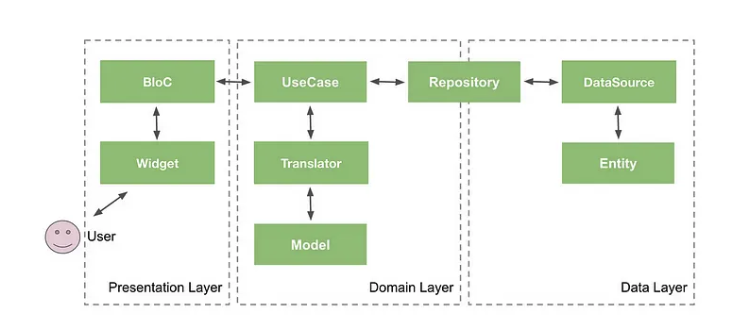 BloC
UseCase
Repository
DataSource
Widget
Translator
Entity
User
Model
Presentation Layer
Domain Layer
Data Layer